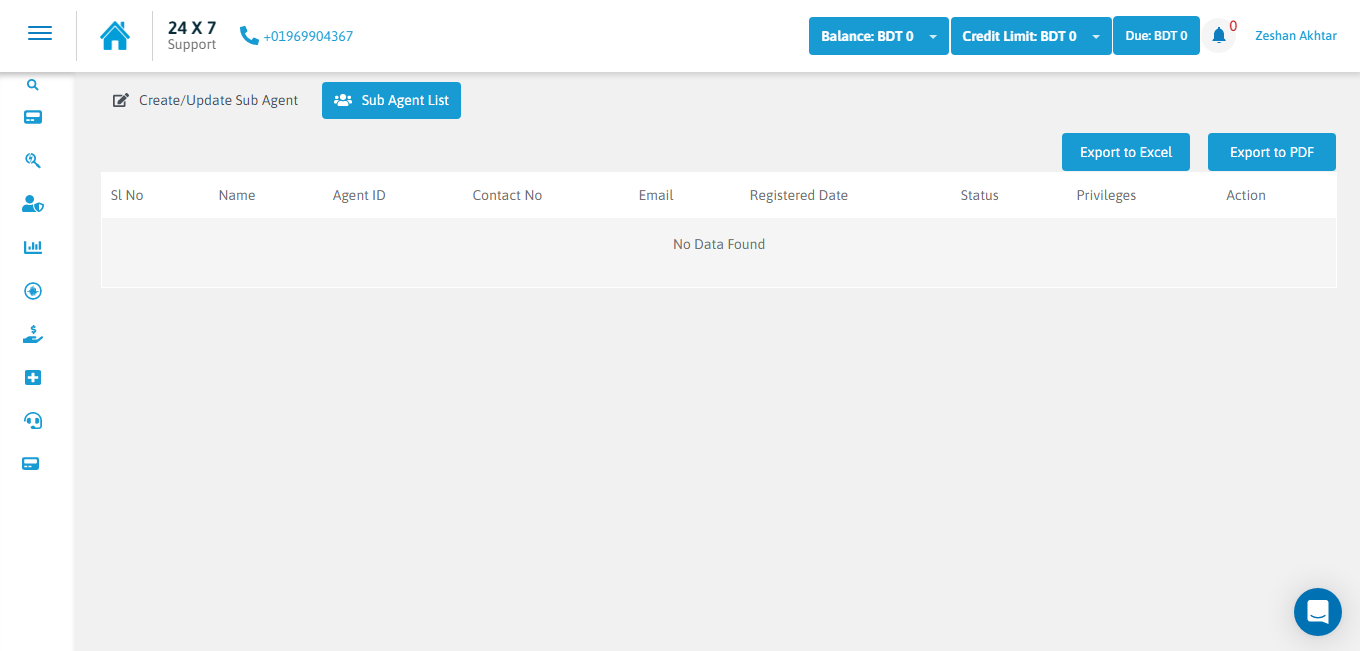 24 X 7
Support
+01969904367
Balance: BDT 0
Credit Limit: BDT 0
Due: BDT 0
0
Zeshan Akhtar
Create/Update Sub Agent
Sub Agent List
Export to Excel
Export to PDF
Sl No Name Agent ID Contact No Email Registered Date Status Privileges Action
No Data Found